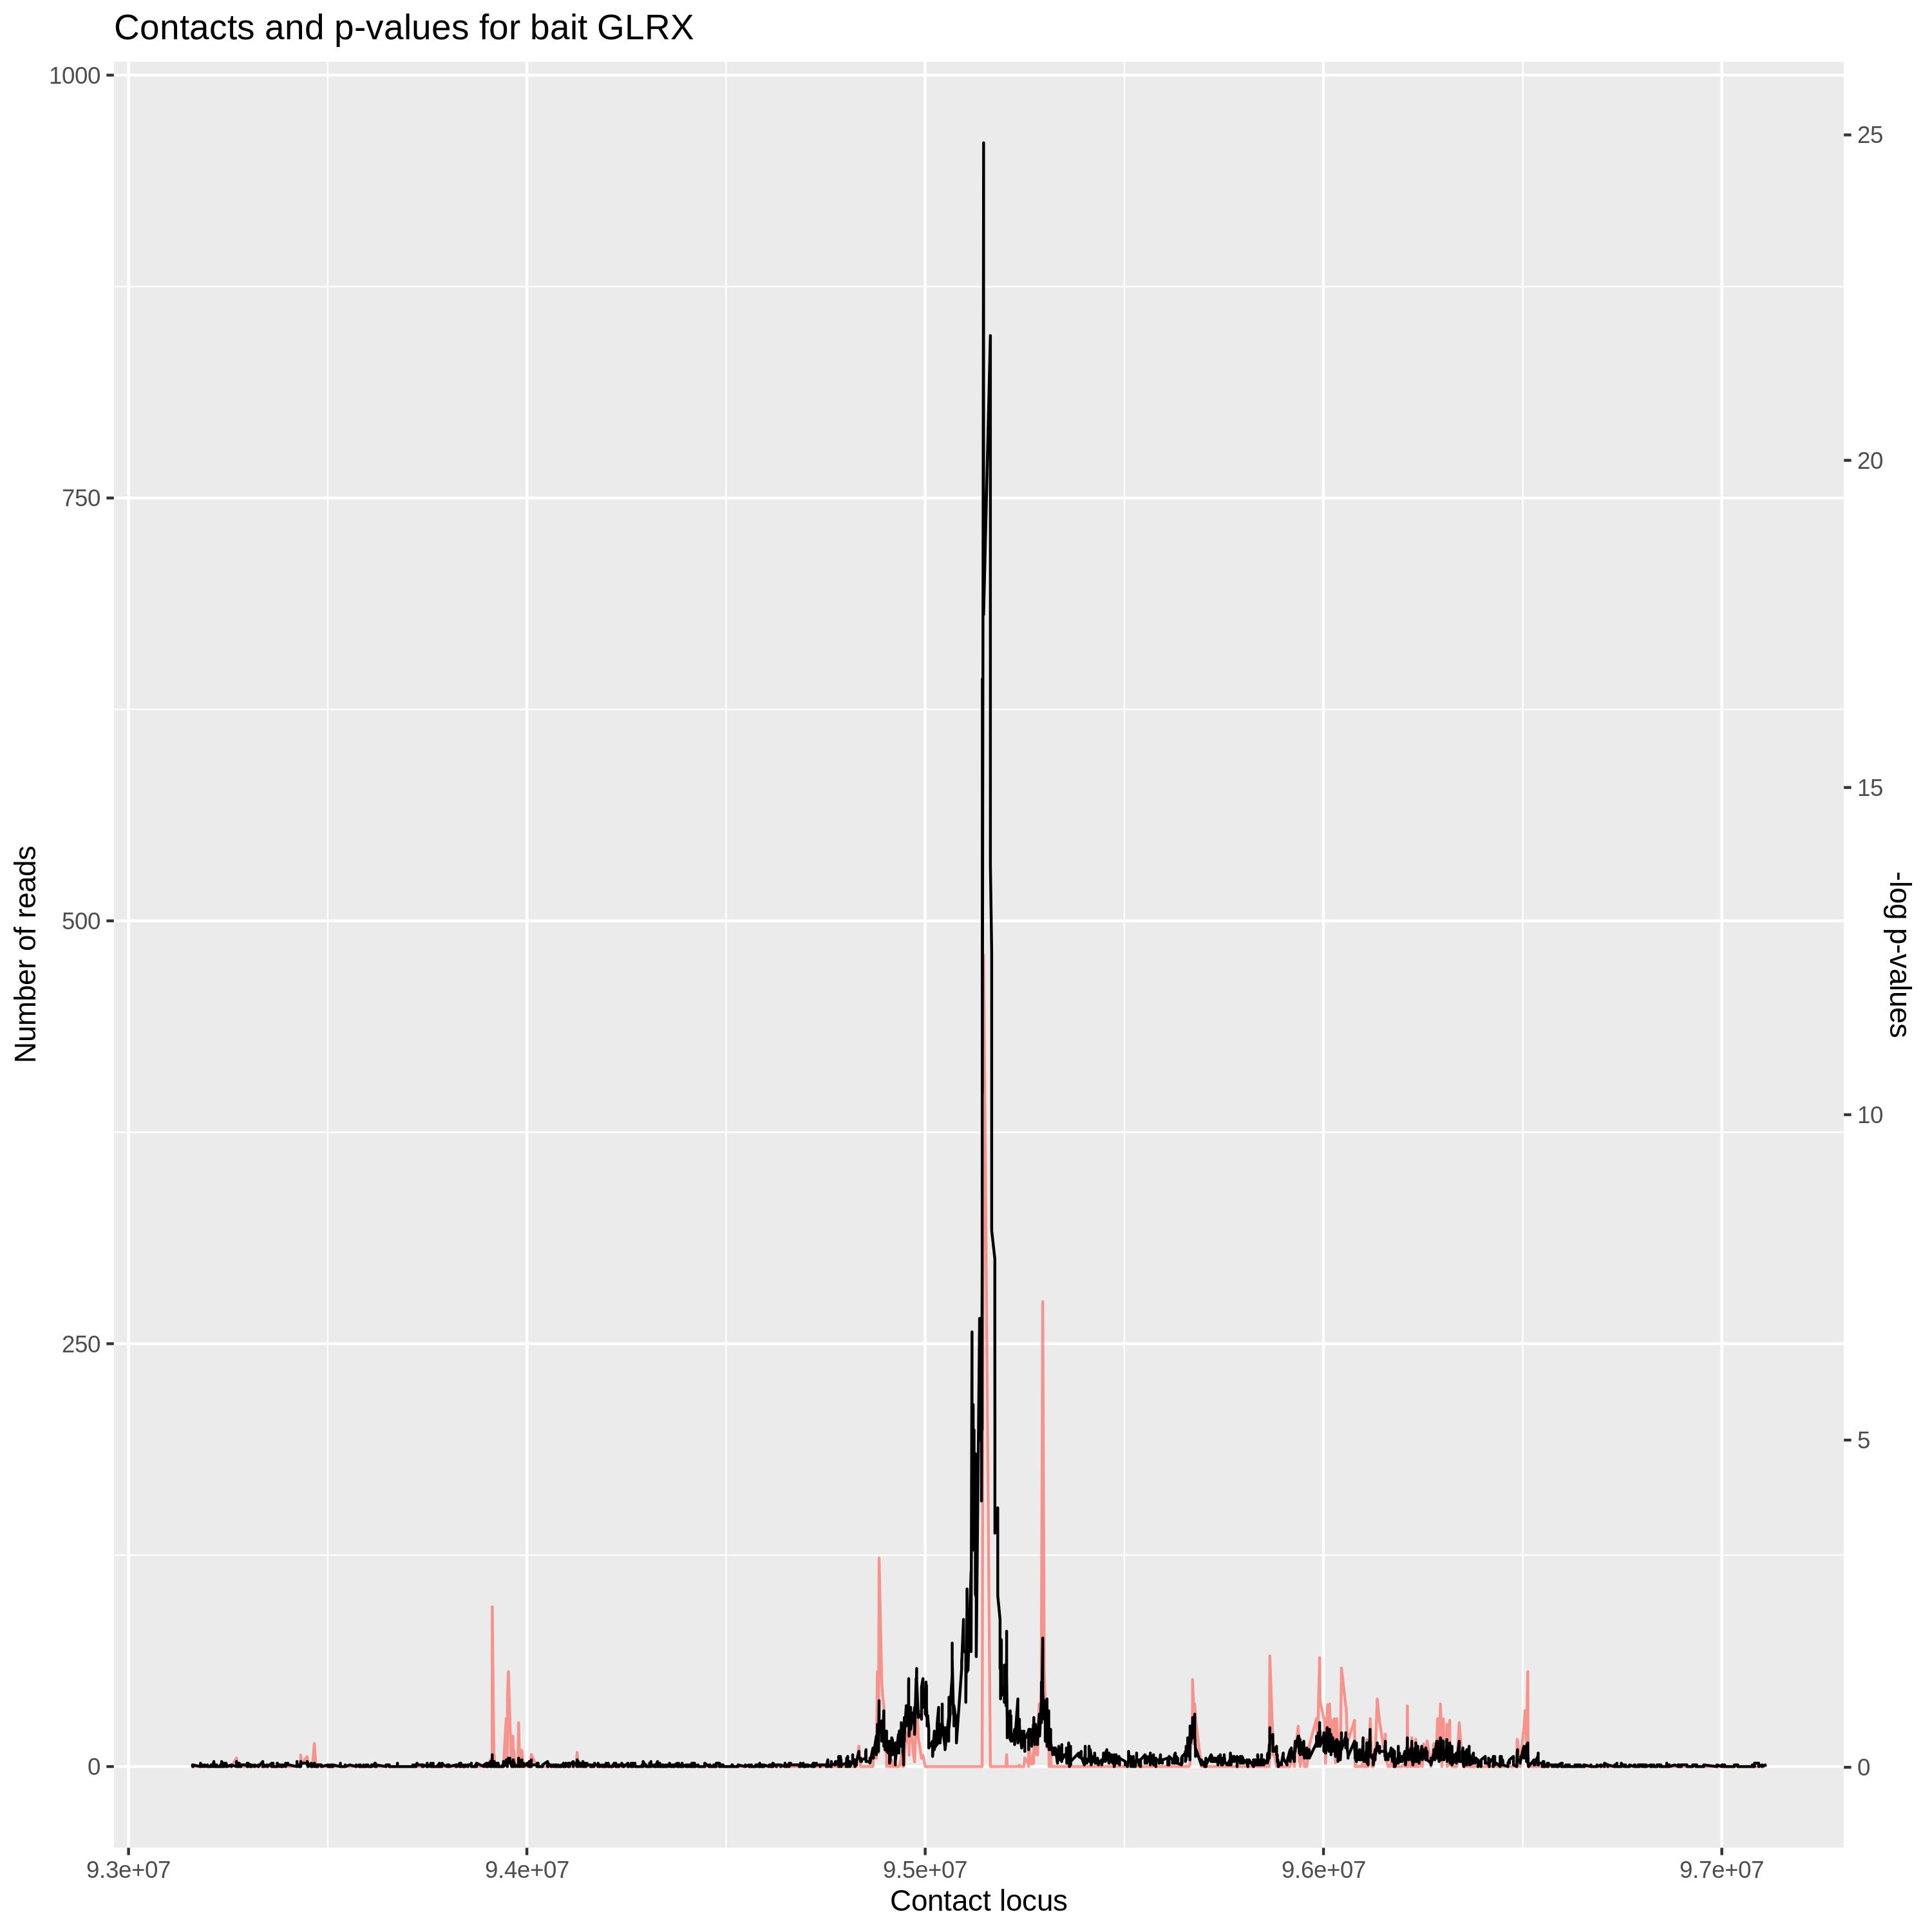 Contacts and p-values for bait GLRX
1000
750
500
250
0
Number of reads
25
20
15
10
5
0
-log p-values
9.3e+07 9.4e+07 9.5e+07 9.6e+07 9.7e+07
Contact locus